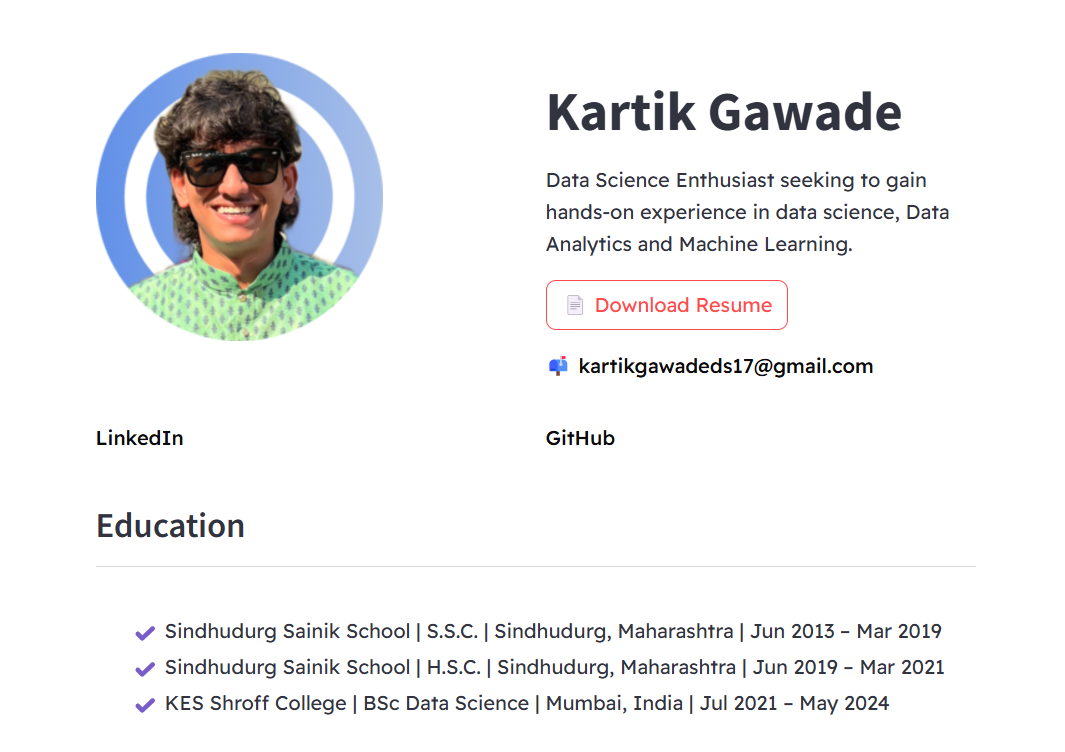 Kartik Gawade
Data Science Enthusiast seeking to gain
hands-on experience in data science, Data
Analytics and Machine Learning.
Download Resume
kartikgawadeds17@gmail.com
LinkedIn
GitHub
Education
Sindhudurg Sainik School | S.S.C. | Sindhudurg, Maharashtra | Jun 2013 – Mar 2019
Sindhudurg Sainik School | H.S.C. | Sindhudurg, Maharashtra | Jun 2019 – Mar 2021
KES Shroff College | BSc Data Science | Mumbai, India | Jul 2021 – May 2024